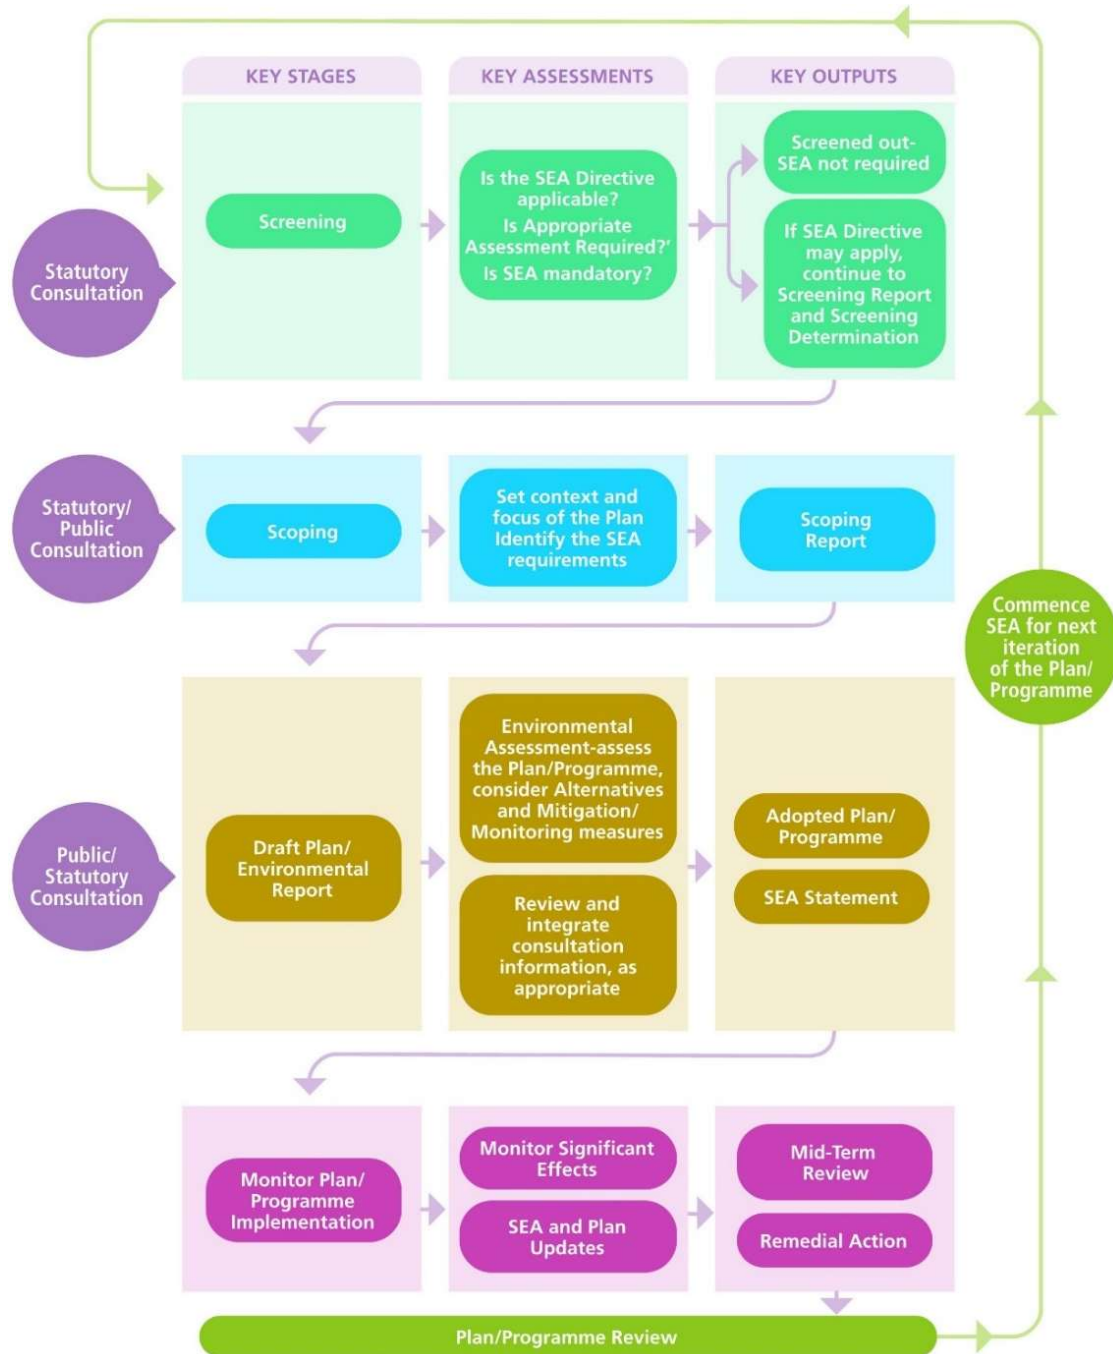 KEY STAGES
KEY ASSESSMENTS
KEY OUTPUTS
Statutory
Consultation
Screening
Is the SEA Directive
applicable?
Is Appropriate
Assessment Required?'
Is SEA mandatory?
Screened out-
SEA not required
If SEA Directive
may apply,
continue to
Screening Report
and Screening
Determination
Statutory/
Public
Consultation
Scoping
Set context and
focus of the Plan
Identify the SEA
requirements
Scoping
Report
Commence
SEA for next
iteration
of the Plan/
Programme
Public/
Statutory
Consultation
Draft Plan/
Environmental
Report
Environmental
Assessment-assess
the Plan/Programme,
consider Alternatives
and Mitigation/
Monitoring measures
Review and
integrate
consultation
information, as
appropriate
Adopted Plan/
Programme
SEA Statement
Monitor Plan/
Programme
Implementation
Monitor Significant
Effects
SEA and Plan
Updates
Mid-Term
Review
Remedial Action
Plan/Programme Review